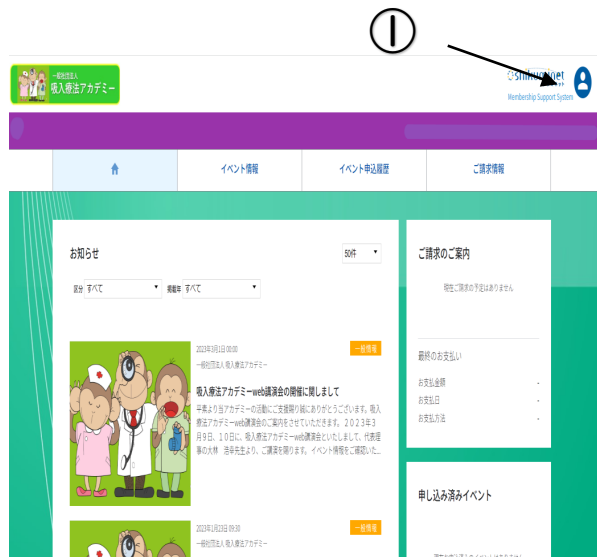 ①
一般社団法人
吸入療法アカデミー
Membership Support System
イベント情報
イベント申込履歴
ご請求情報
お知らせ
50件
区分 すべて
掲載年 すべて
2023年3月1日 00:00
一般情報
一般社団法人 吸入療法アカデミー
吸入療法アカデミーweb講演会の開催に関しまして
平素より当アカデミーの活動にご支援賜り誠にありがとうございます。吸入
療法アカデミーweb講演会のご案内をさせていただきます。2023年3
月9日、10日に、吸入療法アカデミーweb講演会といたしまして、代表理
事の大林 浩幸先生より、ご講演を賜ります。 イベント情報をご確認いた...
2023年1月23日 09:30
一般情報
一般社団法人 吸入療法アカデミー
ご請求のご案内
現在ご請求の予定はありません
最終のお支払い
お支払金額 -
お支払日 -
お支払方法 -
申し込み済みイベント